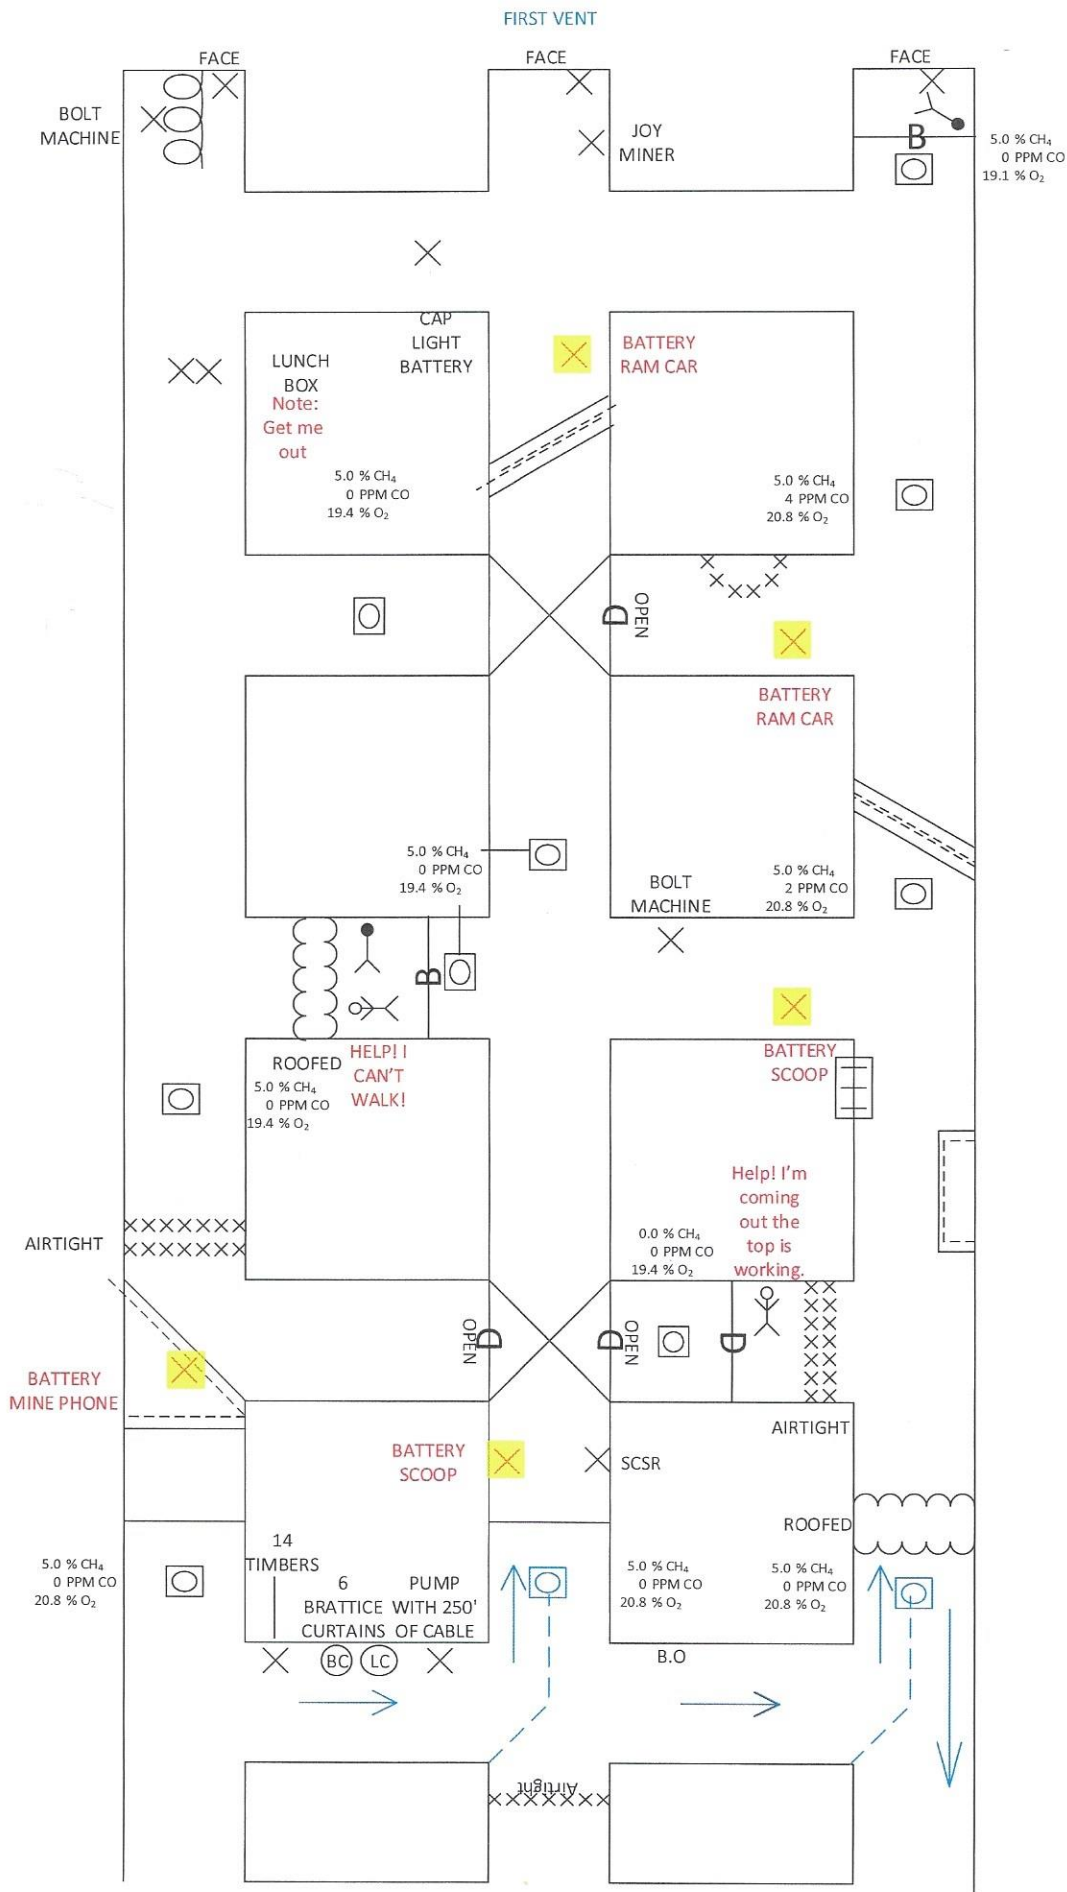 FIRST VENT
FACE
FACE
FACE
BOLT
MACHINE
JOY
MINER
B
5.0 % CH₄
0 PPM CO
19.1 % O₂
CAP
LIGHT
BATTERY
LUNCH
BOX
Note:
Get me
out
5.0 % CH₄
0 PPM CO
19.4 % O₂
BATTERY
RAM CAR
5.0 % CH₄
4 PPM CO
20.8 % O₂
D
OPEN
BATTERY
RAM CAR
5.0 % CH₄
0 PPM CO
19.4 % O₂
BOLT
MACHINE
5.0 % CH₄
2 PPM CO
20.8 % O₂
B
ROOFED
HELP! I
CAN'T
WALK!
5.0 % CH₄
0 PPM CO
19.4 % O₂
BATTERY
SCOOP
Help! I'm
coming
out the
top is
working.
0.0 % CH₄
0 PPM CO
19.4 % O₂
AIRTIGHT
OPEN
D
D
OPEN
D
BATTERY
MINE PHONE
AIRTIGHT
BATTERY
SCOOP
SCSR
ROOFED
14
TIMBERS
5.0 % CH₄
0 PPM CO
20.8 % O₂
6
BRATTICE
CURTAINS
PUMP
WITH 250'
OF CABLE
5.0 % CH₄
0 PPM CO
20.8 % O₂
5.0 % CH₄
0 PPM CO
20.8 % O₂
BC
LC
B.O
Airtight